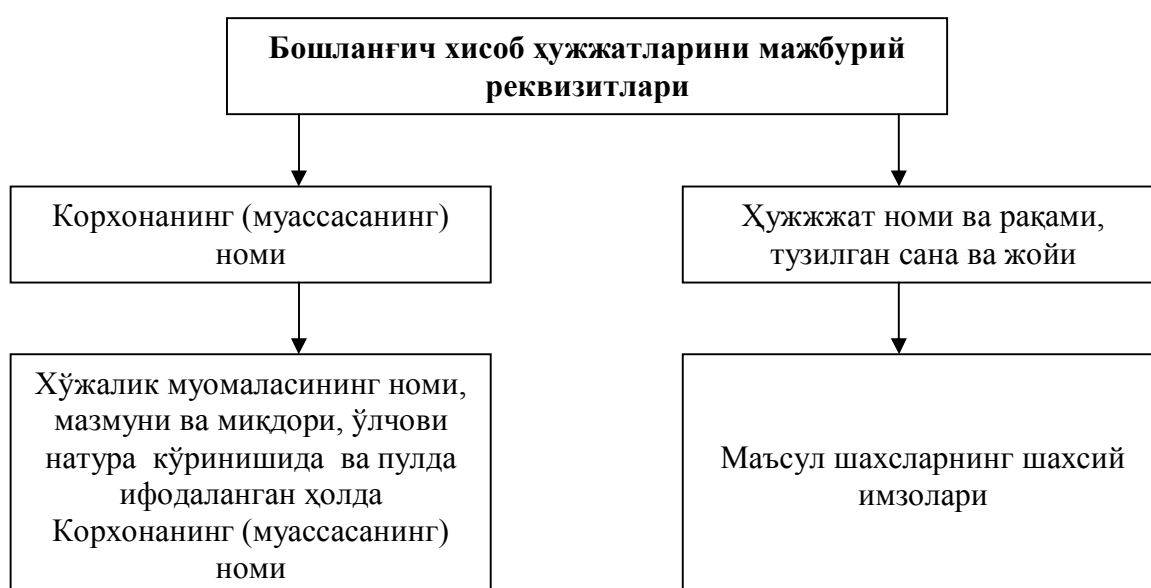 Бошланғич хисоб ҳужжатларини мажбурий
реквизитлари
Корхонанинг (муассасанинг)
номи
Ҳужжжат номи ва рақами,
тузилган сана ва жойи
Хўжалик муомаласининг номи,
мазмуни ва миқдори, ўлчови
натура кўринишида ва пулда
ифодаланган ҳолда
Корхонанинг (муассасанинг)
номи
Маъсул шахсларнинг шахсий
имзолари